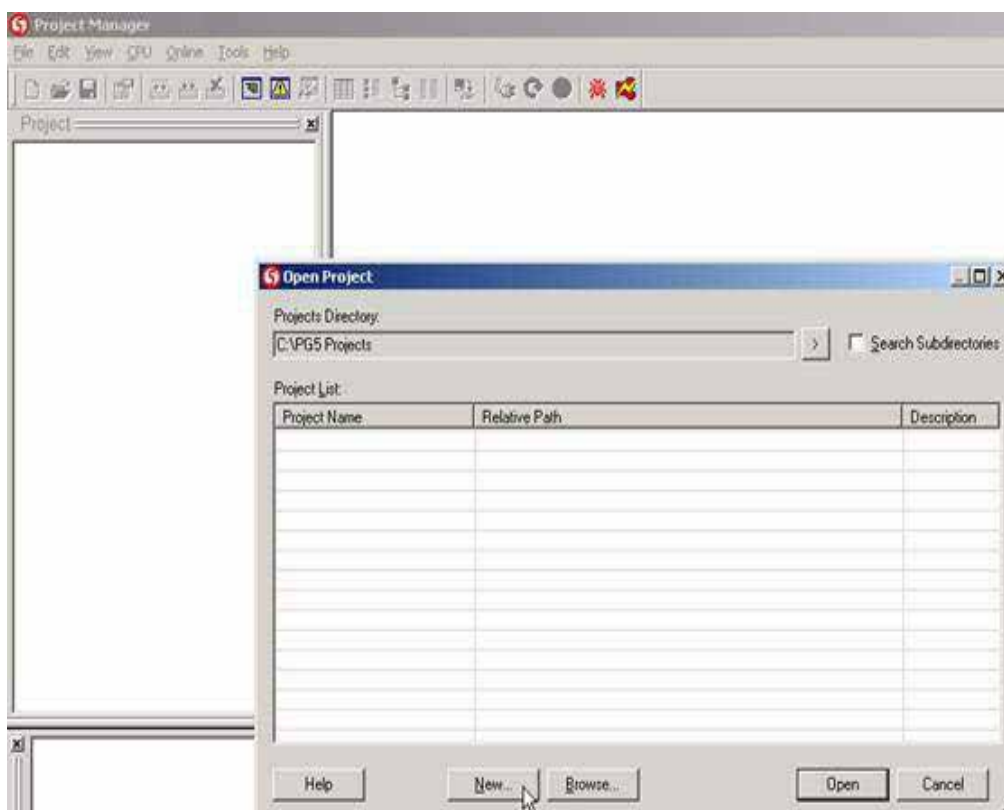 Project Manager
File Edit View CPU Online Tools Help
Project
Open Project
Projects Directory:
C:\PG5 Projects
>
Search Subdirectories
Project List:
Project Name Relative Path Description
Help New... Browse... Open Cancel